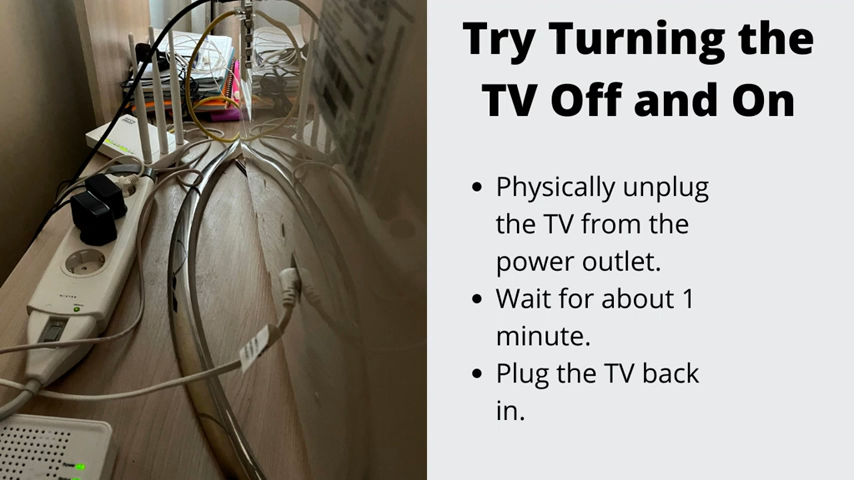 Try Turning the
TV Off and On
• Physically unplug
the TV from the
power outlet.
• Wait for about 1
minute.
• Plug the TV back
in.